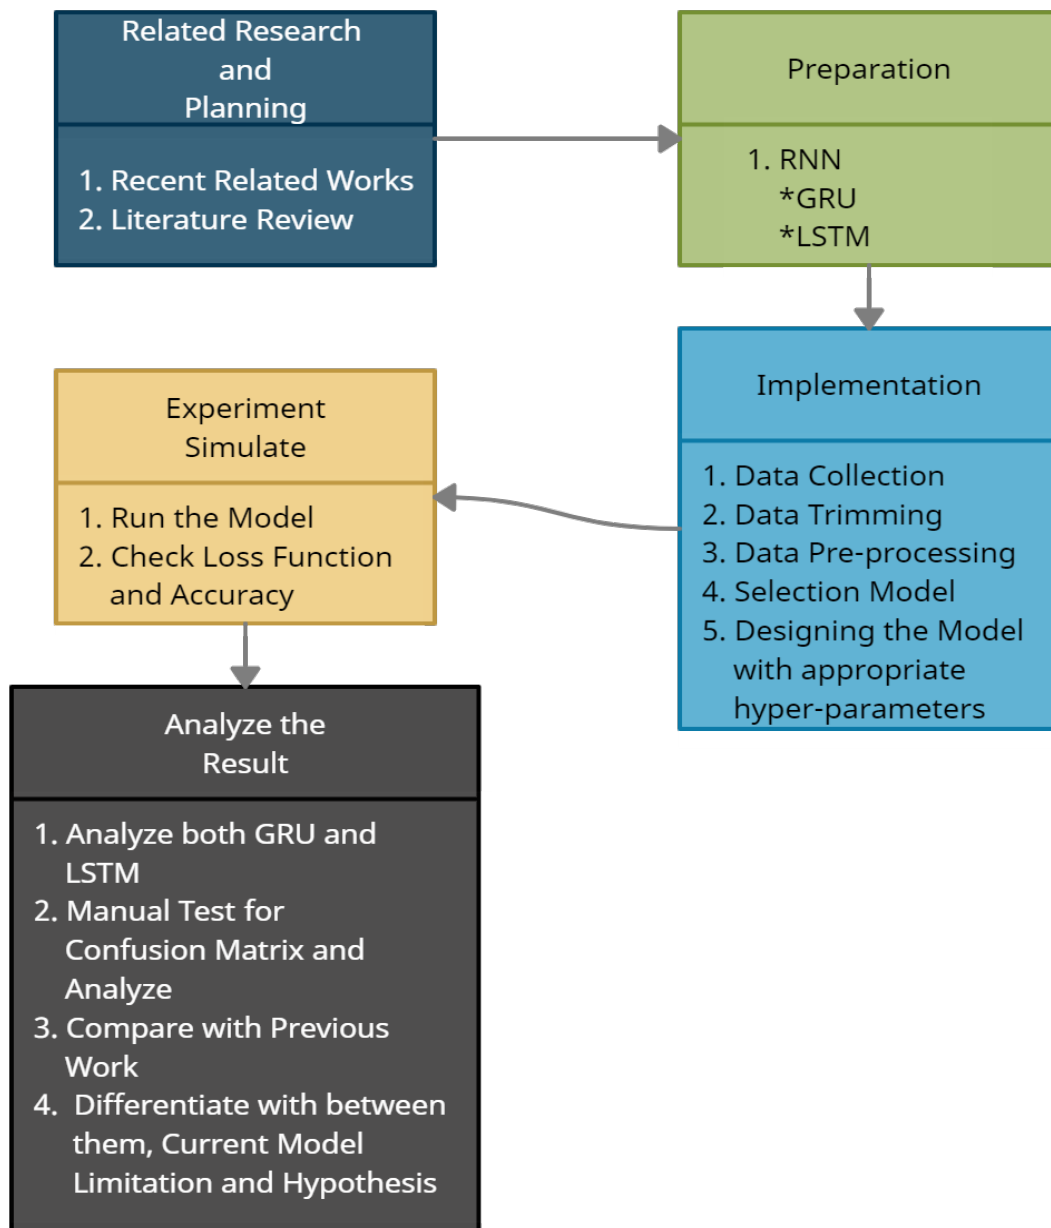 Related Research
and
Planning
1. Recent Related Works
2. Literature Review
Preparation
1. RNN
*GRU
*LSTM
Implementation
1. Data Collection
2. Data Trimming
3. Data Pre-processing
4. Selection Model
5. Designing the Model
with appropriate
hyper-parameters
Experiment
Simulate
1. Run the Model
2. Check Loss Function
and Accuracy
Analyze the
Result
1. Analyze both GRU and
LSTM
2. Manual Test for
Confusion Matrix and
Analyze
3. Compare with Previous
Work
4. Differentiate with between
them, Current Model
Limitation and Hypothesis